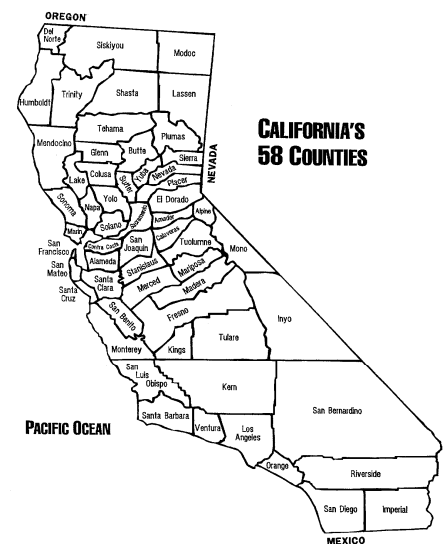 OREGON
Del
Norte
Siskiyou
Modoc
Humboldt
Trinity
Shasta
Lassen
Tehama
Plumas
Mendocino
Glenn
Butte
Sierra
NEVADA
CALIFORNIA'S
58 COUNTIES
Lake
Colusa
Sutter
Yuba
Nevada
Placer
Sonoma
Napa
Yolo
Sacramento
El Dorado
Alpine
Amador
Marin
Solano
Calaveras
Contra Costa
San
Joaquin
Tuolumne
Mono
San
Francisco
Alameda
Stanislaus
Mariposa
San
Mateo
Santa
Clara
Merced
Madera
Santa
Cruz
San Benito
Fresno
Inyo
Monterey
Kings
Tulare
San
Luis
Obispo
Kern
San Bernardino
PACIFIC OCEAN
Santa Barbara
Ventura
Los
Angeles
Orange
Riverside
San Diego
Imperial
MEXICO